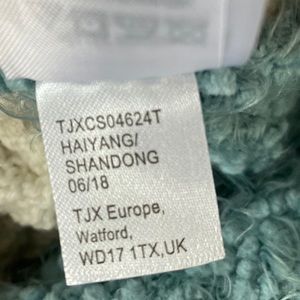 TJXCS04624T
HAIYANG/
SHANDONG
06/18
TJX Europe,
Watford,
WD17 1TX,UK